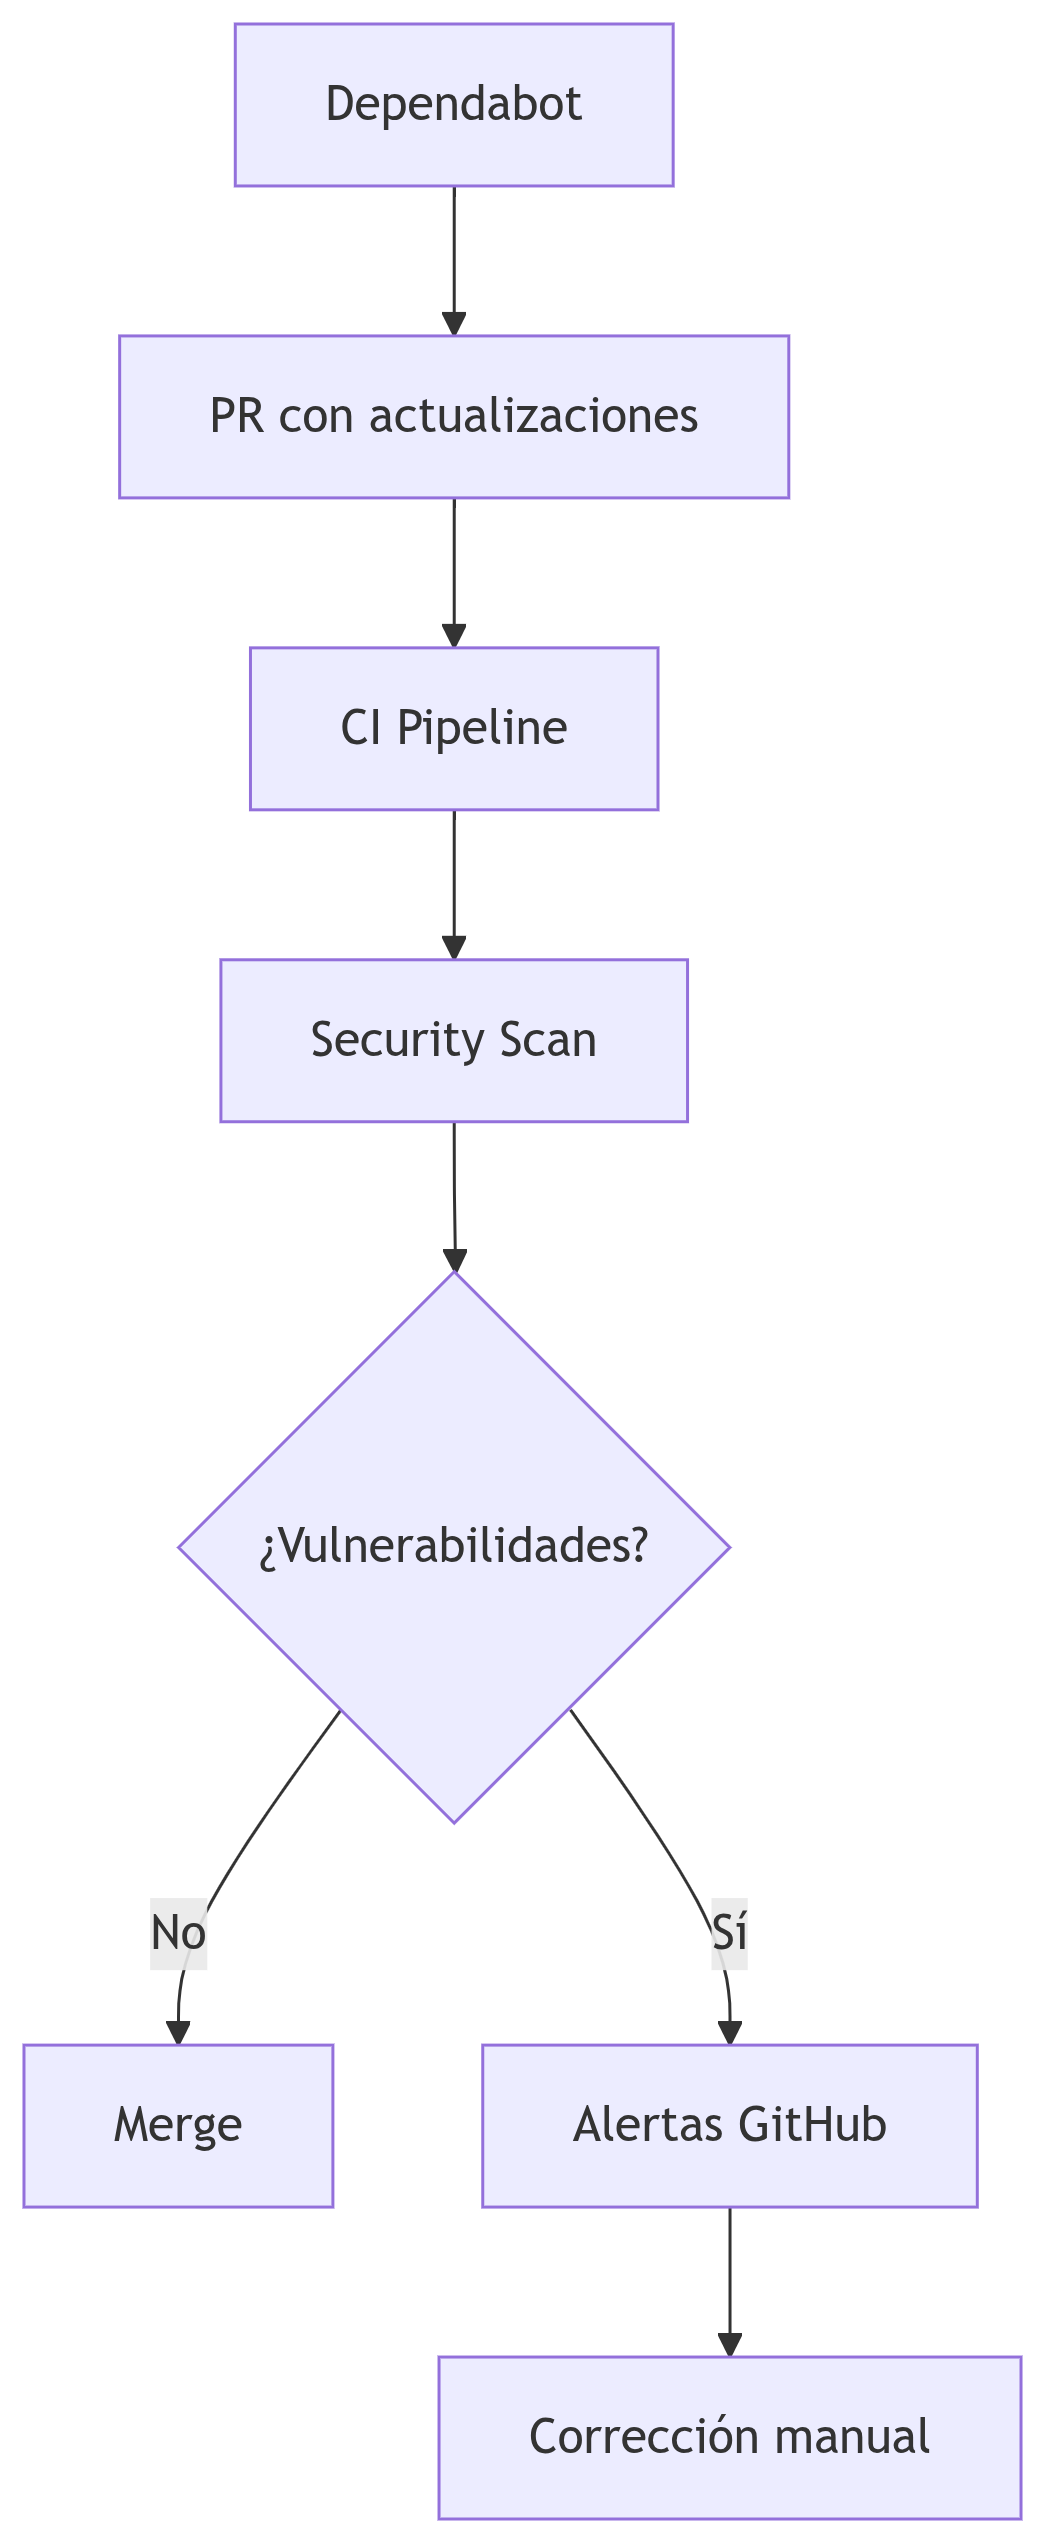 Dependabot
PR con actualizaciones
CI Pipeline
Security Scan
¿Vulnerabilidades?
No
Sí
Merge
Alertas GitHub
Corrección manual